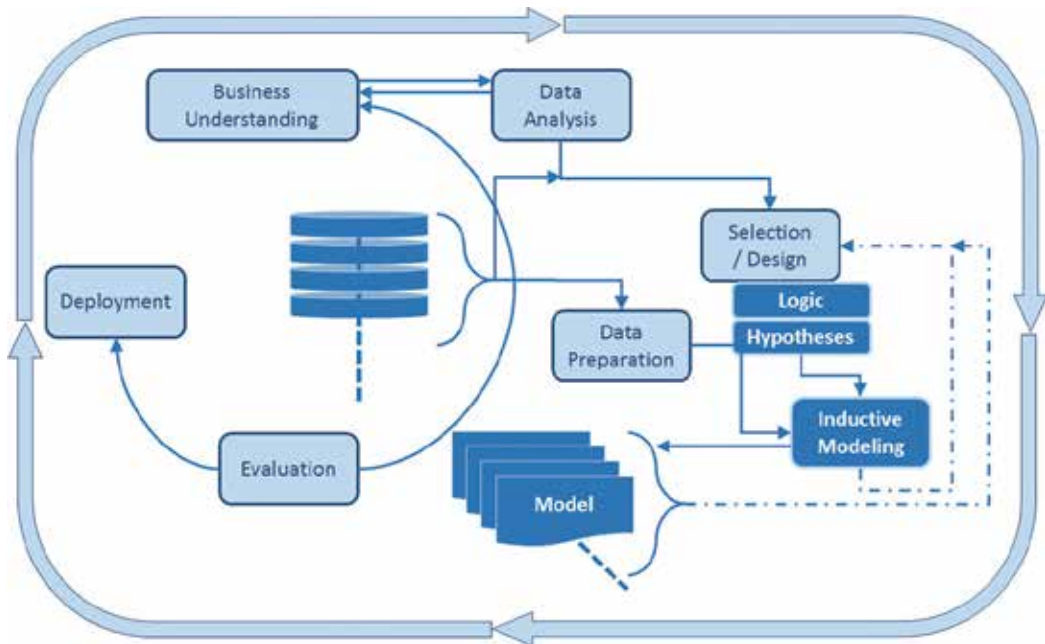 Business
Understanding
Data
Analysis
Selection
/ Design
Logic
Hypotheses
Deployment
Data
Preparation
Inductive
Modeling
Evaluation
Model